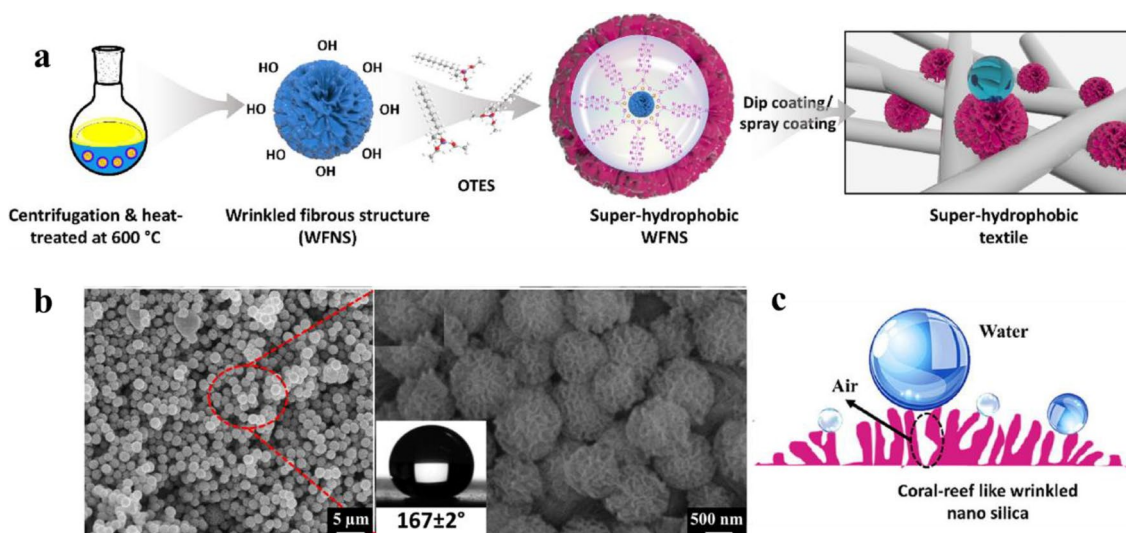 a
OH
HO
OH
HO
OH
HO
OH
OH
OTES
Dip coating/
spray coating
Centrifugation & heat-
treated at 600 °C
Wrinkled fibrous structure
(WFNS)
Super-hydrophobic
WFNS
Super-hydrophobic
textile
b
5 µm
167±2°
500 nm
c
Water
Air
Coral-reef like wrinkled
nano silica